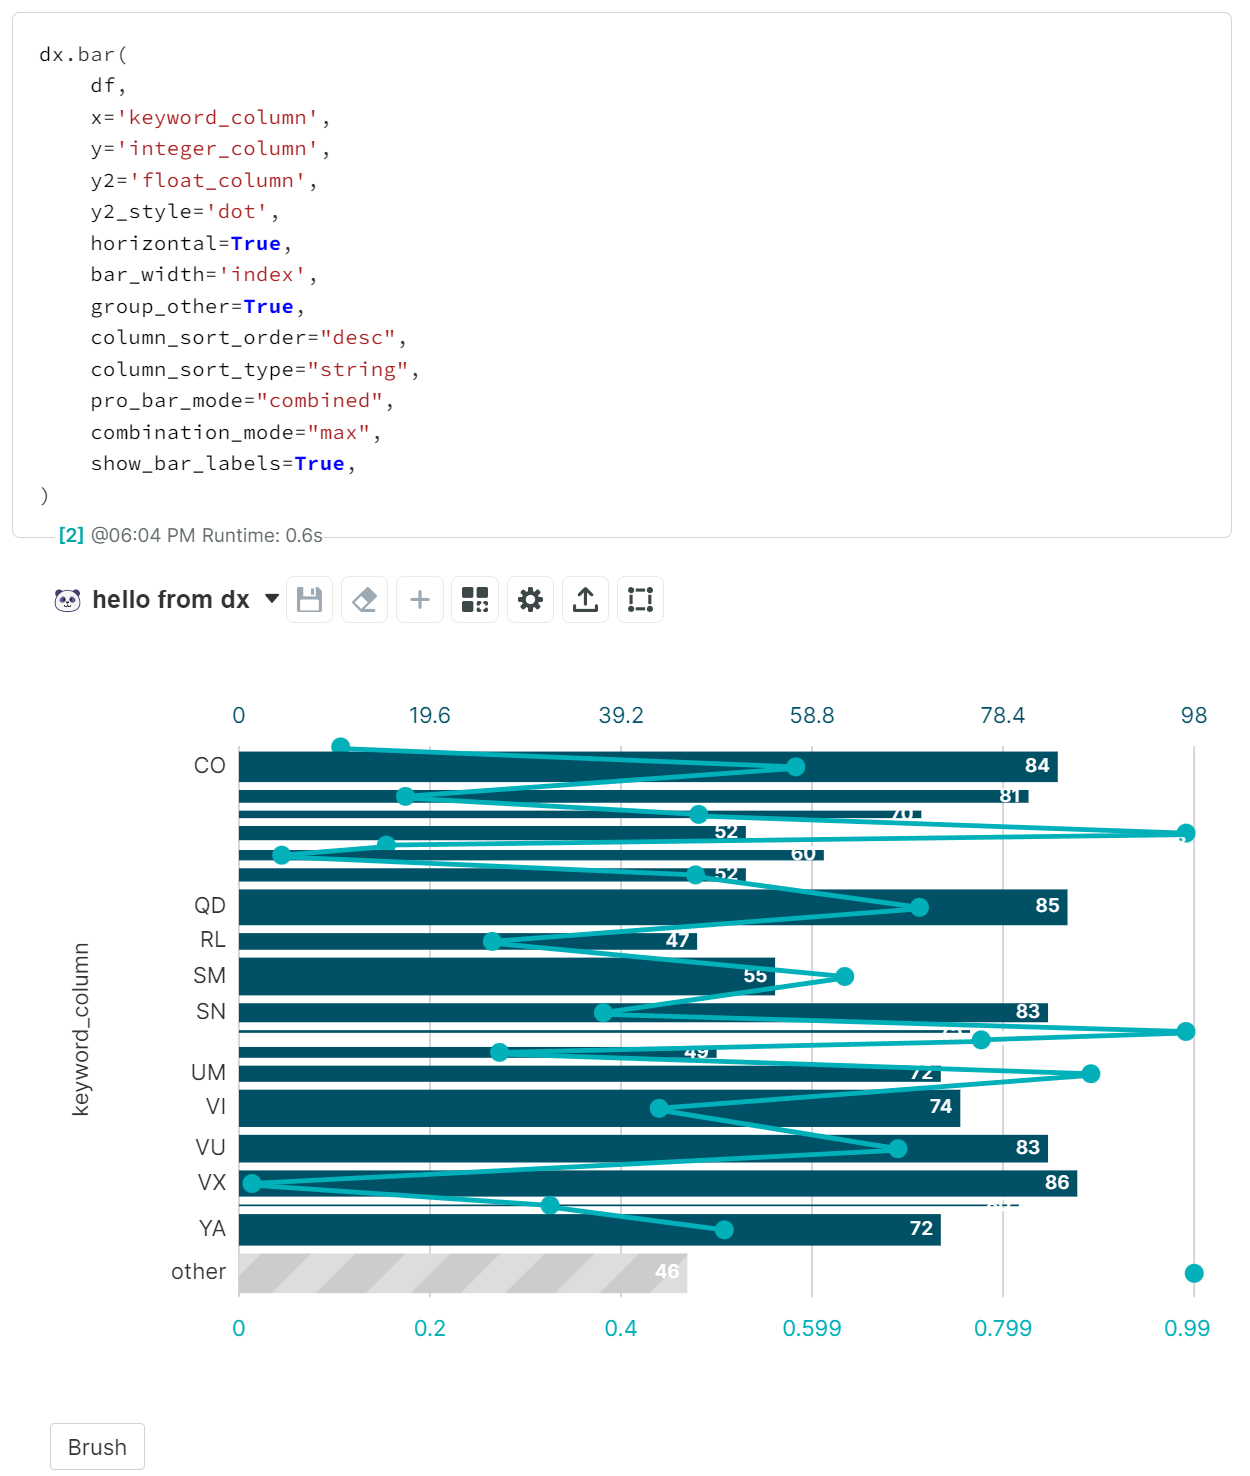 dx.bar(
    df,
    x='keyword_column',
    y='integer_column',
    y2='float_column',
    y2_style='dot',
    horizontal=True,
    bar_width='index',
    group_other=True,
    column_sort_order="desc",
    column_sort_type="string",
    pro_bar_mode="combined",
    combination_mode="max",
    show_bar_labels=True,
)
[2] @06:04 PM Runtime: 0.6s
hello from dx
0 19.6 39.2 58.8 78.4 98
CO 84
81
70
52
60
52
QD 85
RL 47
SM 55
SN 83
49
UM 72
VI 74
VU 83
VX 86
YA 72
other 46
keyword_column
0 0.2 0.4 0.599 0.799 0.99
Brush